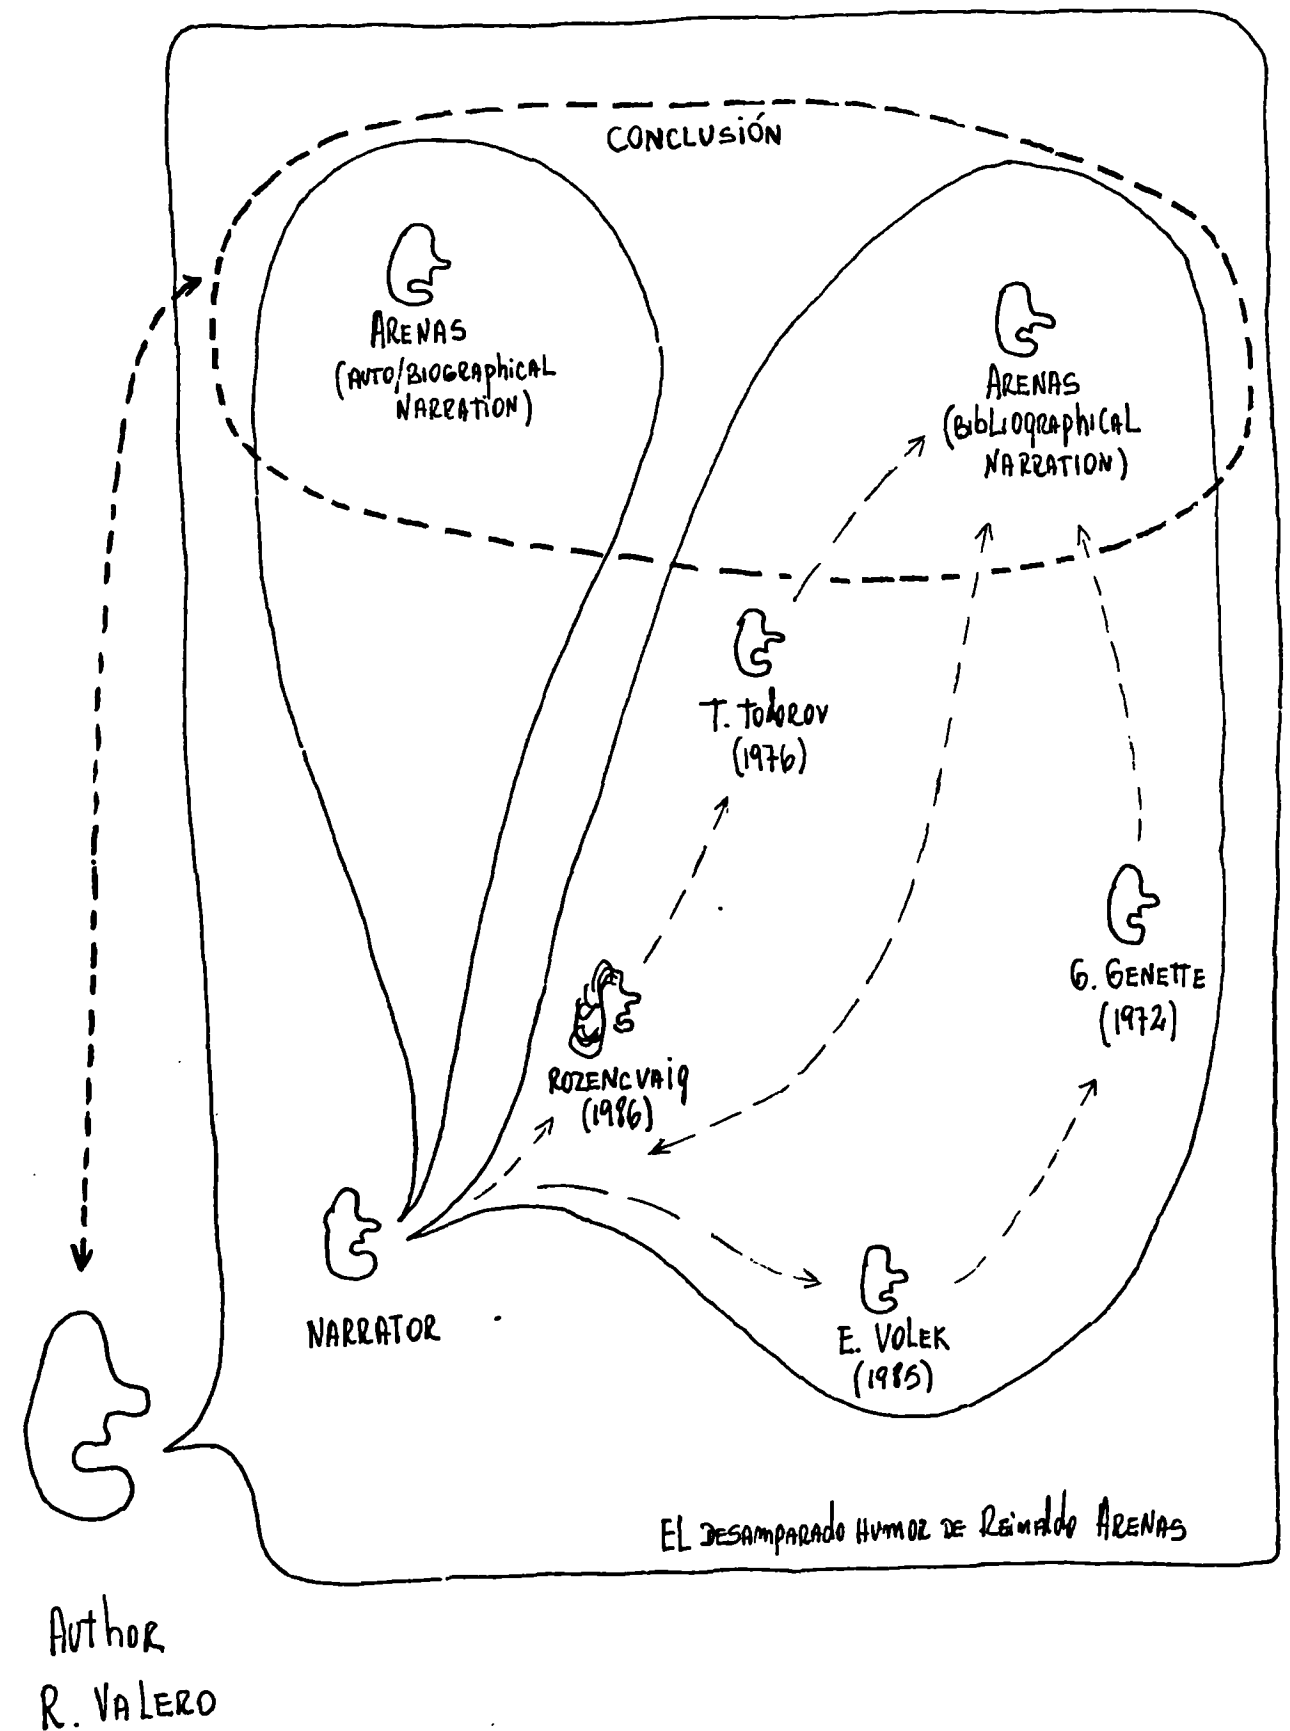 CONCLUSIÓN
ARENAS
(AUTO/BIOGRAPHICAL
NARRATION)
ARENAS
(BIBLIOGRAPHICAL
NARRATION)
T. TODOROV
(1976)
G. GENETTE
(1972)
ROZENCVAIG
(1986)
NARRATOR
E. VOLEK
(1985)
EL DESAMPARADO HUMOR DE REINALDO ARENAS
AUTHOR
R. VALERO